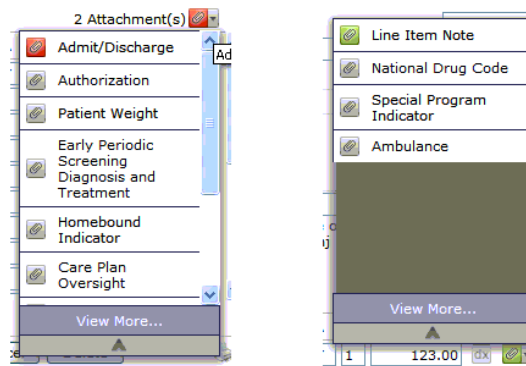 2 Attachment(s)
Admit/Discharge
Ad
Authorization
Patient Weight
Early Periodic
Screening
Diagnosis and
Treatment
Homebound
Indicator
Care Plan
Oversight
View More...
Line Item Note
National Drug Code
Special Program
Indicator
Ambulance
View More...
1 123.00 dx